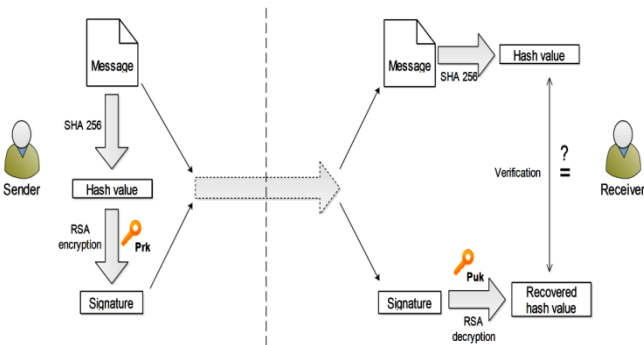 Message
SHA 256
Sender
Hash value
RSA
encryption
Prk
Signature
Message
SHA 256
Hash value
Verification
?
=
Receiver
Puk
Signature
RSA
decryption
Recovered
hash value